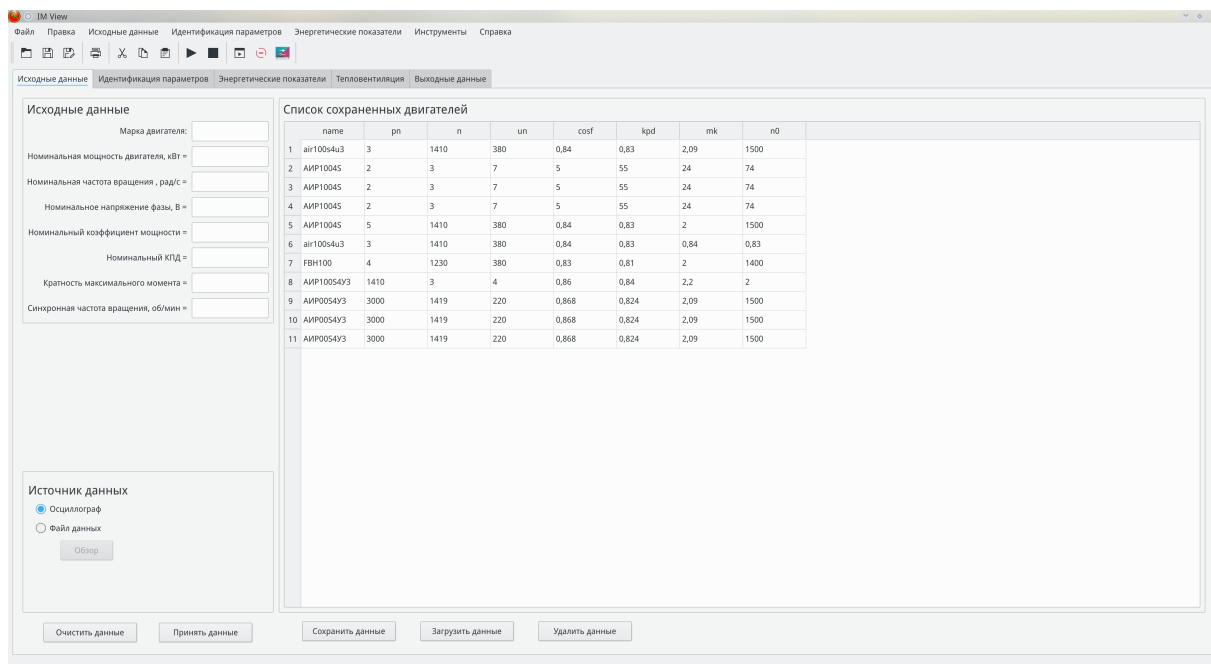 IM View
Файл Правка Исходные данные Идентификация параметров Энергетические показатели Инструменты Справка
Исходные данные Идентификация параметров Энергетические показатели Тепловентиляция Выходные данные
Исходные данные
Марка двигателя:
Номинальная мощность двигателя, кВт =
Номинальная частота вращения , рад/с =
Номинальное напряжение фазы, В =
Номинальный коэффициент мощности =
Номинальный КПД =
Кратность максимального момента =
Синхронная частота вращения, об/мин =
Источник данных
Осциллограф
Файл данных
Обзор
Очистить данные Принять данные
Список сохраненных двигателей
name pn n un cosf kpd mk n0
1 air100s4u3 3 1410 380 0,84 0,83 2,09 1500
2 АИР1004S 2 3 7 5 55 24 74
3 АИР1004S 2 3 7 5 55 24 74
4 АИР1004S 2 3 7 5 55 24 74
5 АИР1004S 5 1410 380 0,84 0,83 2 1500
6 air100s4u3 3 1410 380 0,84 0,83 0,84 0,83
7 FBH100 4 1230 380 0,83 0,81 2 1400
8 АИР100S4У3 1410 3 4 0,86 0,84 2,2 2
9 АИР00S4У3 3000 1419 220 0,868 0,824 2,09 1500
10 АИР00S4У3 3000 1419 220 0,868 0,824 2,09 1500
11 АИР00S4У3 3000 1419 220 0,868 0,824 2,09 1500
Сохранить данные Загрузить данные Удалить данные